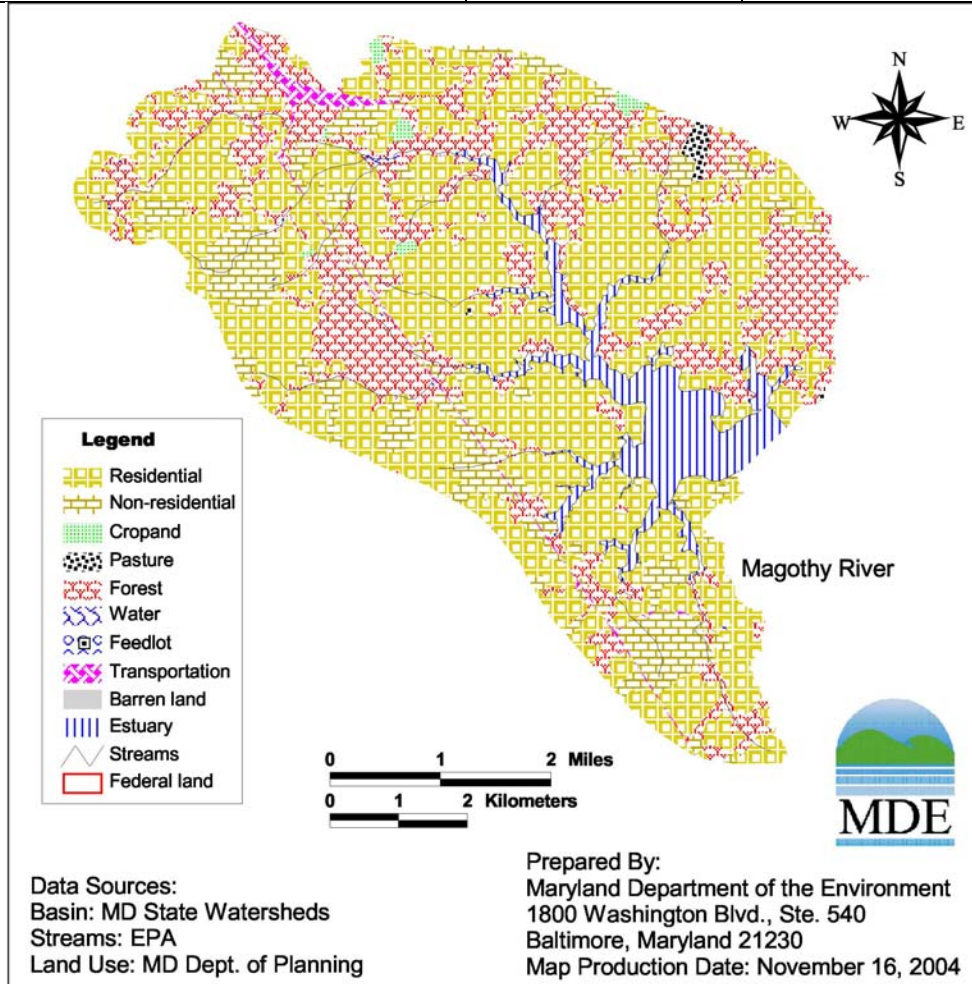 N
W E
S
Legend
Residential
Non-residential
Cropand
Pasture
Forest
Water
Feedlot
Transportation
Barren land
Estuary
Streams
Federal land
Magothy River
0 1 2 Miles
0 1 2 Kilometers
MDE
Data Sources:
Basin: MD State Watersheds
Streams: EPA
Land Use: MD Dept. of Planning
Prepared By:
Maryland Department of the Environment
1800 Washington Blvd., Ste. 540
Baltimore, Maryland 21230
Map Production Date: November 16, 2004